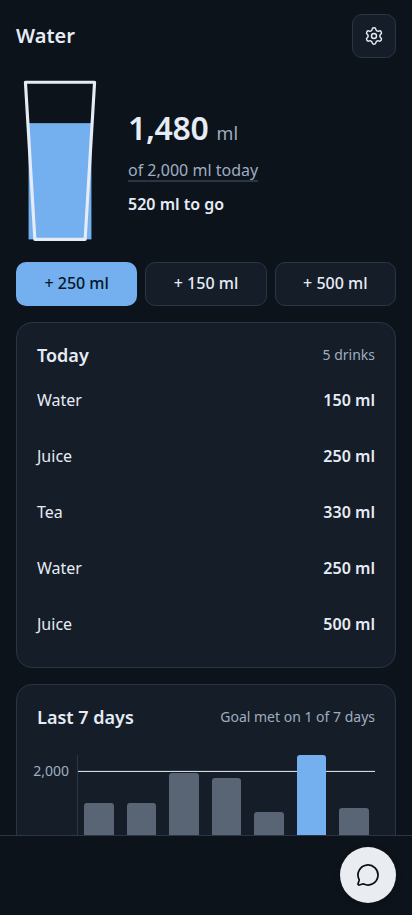 Water
1,480 ml
of 2,000 ml today
520 ml to go
+ 250 ml
+ 150 ml
+ 500 ml
Today
5 drinks
Water
150 ml
Juice
250 ml
Tea
330 ml
Water
250 ml
Juice
500 ml
Last 7 days
Goal met on 1 of 7 days
2,000